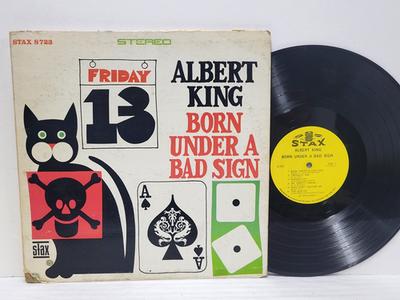 STAX S723
STEREO
FRIDAY
13
ALBERT
KING
BORN
UNDER A
BAD SIGN
A
A
stax
STAX
ALBERT KING
BORN UNDER A BAD SIGN